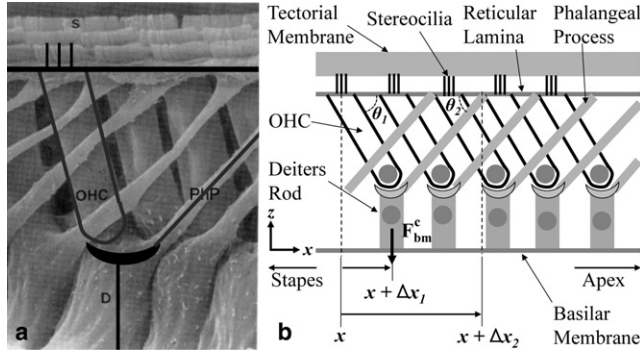 S
OHC
PhP
D
a
b
Tectorial Membrane
Stereocilia
Reticular Lamina
Phalangeal Process
θ1
θ2
OHC
Deiters Rod
F bm c
z
x
Stapes
Apex
x + Δx1
x
x + Δx2
Basilar Membrane